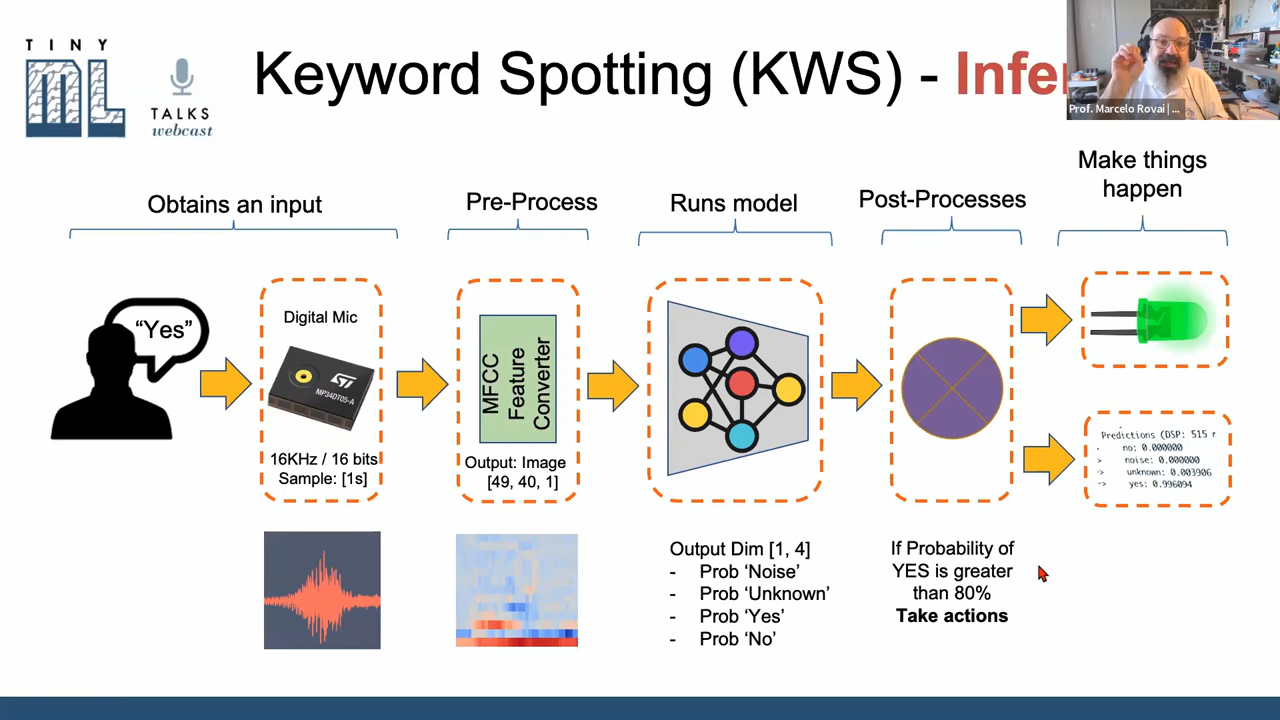 TINY
ML
TALKS
webcast
Keyword Spotting (KWS) - Infe
Prof. Marcelo Rovai | ...
Obtains an input
Pre-Process
Runs model
Post-Processes
Make things
happen
“Yes”
Digital Mic
ST
MP34DT05-A
16KHz / 16 bits
Sample: [1s]
MFCC
Feature
Converter
Output: Image
[49, 40, 1]
Predictions (DSP: 515
no: 0.000000
noise: 0.000000
unknown: 0.003906
yes: 0.996094
Output Dim [1, 4]
- Prob ‘Noise’
- Prob ‘Unknown’
- Prob ‘Yes’
- Prob ‘No’
If Probability of
YES is greater
than 80%
Take actions